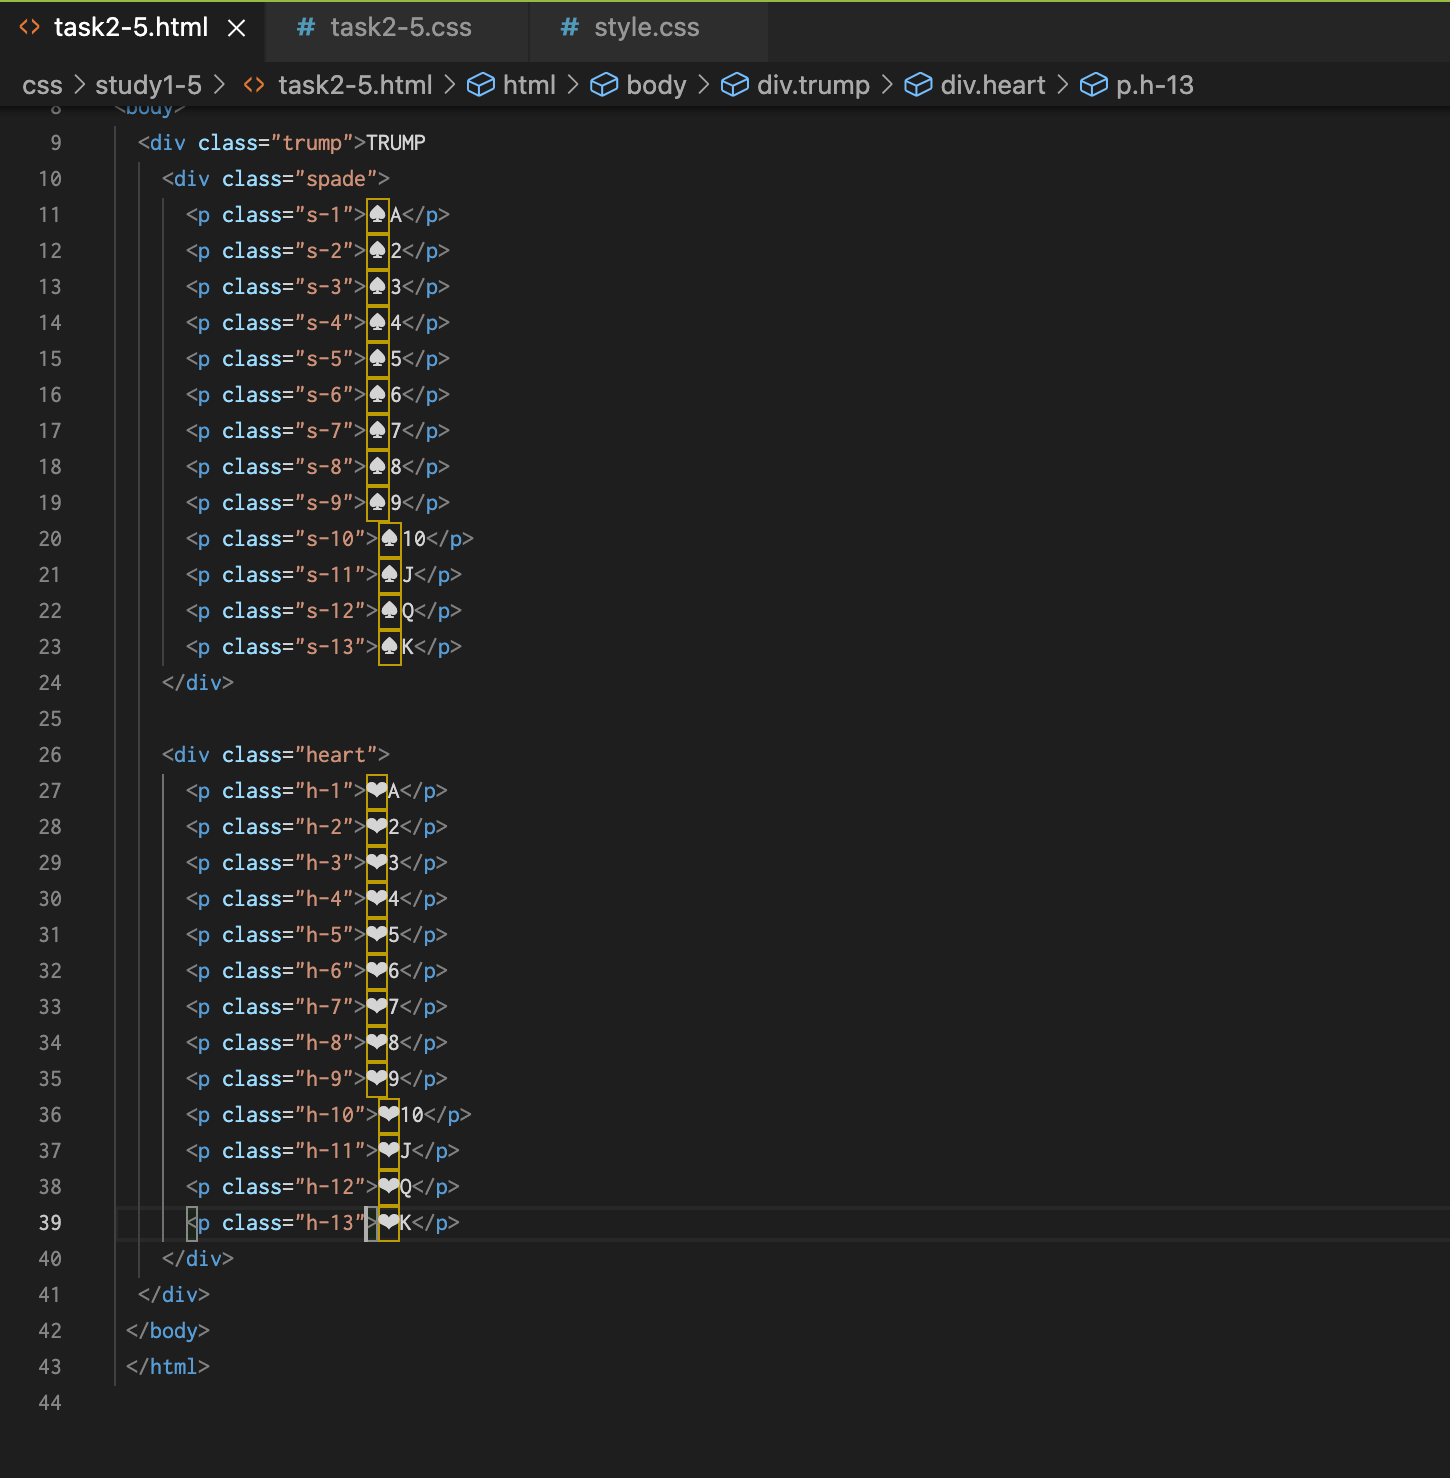 task2-5.html
task2-5.css
style.css
css > study1-5 > task2-5.html > html > body > div.trump > div.heart > p.h-13
8 <body>
9 <div class="trump">TRUMP
10 <div class="spade">
11 <p class="s-1">♠A</p>
12 <p class="s-2">♠2</p>
13 <p class="s-3">♠3</p>
14 <p class="s-4">♠4</p>
15 <p class="s-5">♠5</p>
16 <p class="s-6">♠6</p>
17 <p class="s-7">♠7</p>
18 <p class="s-8">♠8</p>
19 <p class="s-9">♠9</p>
20 <p class="s-10">♠10</p>
21 <p class="s-11">♠J</p>
22 <p class="s-12">♠Q</p>
23 <p class="s-13">♠K</p>
24 </div>
25
26 <div class="heart">
27 <p class="h-1">❤A</p>
28 <p class="h-2">❤2</p>
29 <p class="h-3">❤3</p>
30 <p class="h-4">❤4</p>
31 <p class="h-5">❤5</p>
32 <p class="h-6">❤6</p>
33 <p class="h-7">❤7</p>
34 <p class="h-8">❤8</p>
35 <p class="h-9">❤9</p>
36 <p class="h-10">❤10</p>
37 <p class="h-11">❤J</p>
38 <p class="h-12">❤Q</p>
39 <p class="h-13">❤K</p>
40 </div>
41 </div>
42 </body>
43 </html>
44